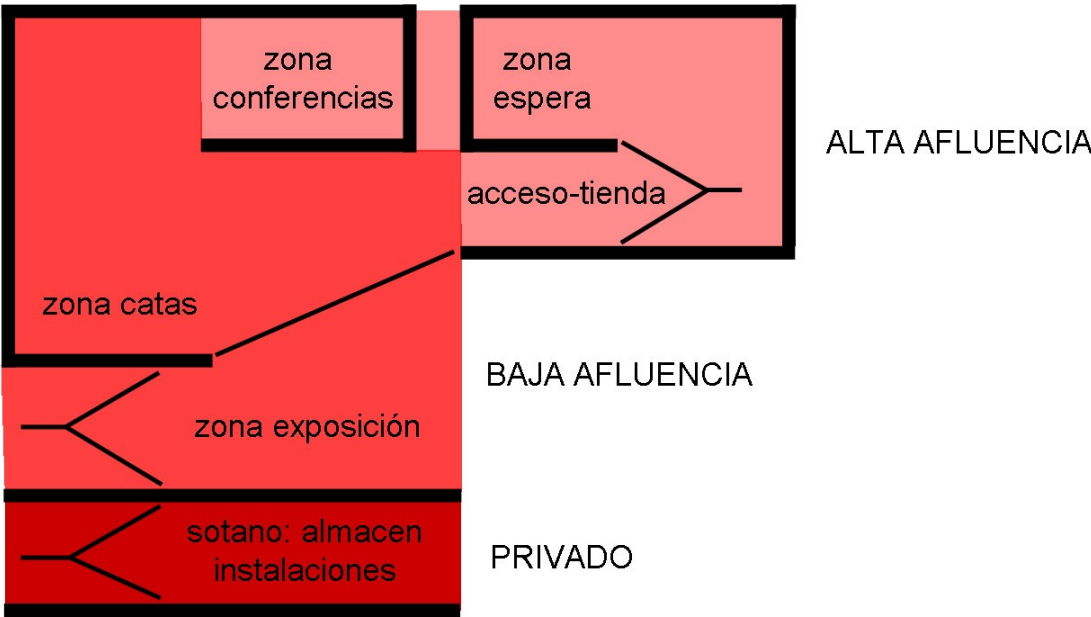 zona
conferencias
zona
espera
ALTA AFLUENCIA
acceso-tienda
zona catas
BAJA AFLUENCIA
zona exposición
sotano: almacen
instalaciones
PRIVADO